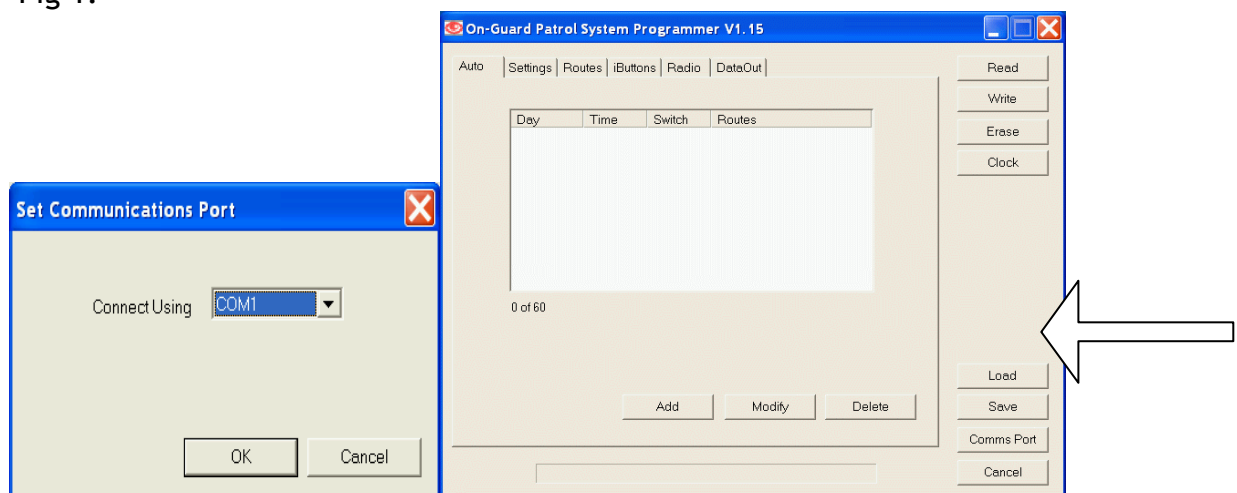 On-Guard Patrol System Programmer V1.15
Auto Settings Routes iButtons Radio DataOut
Read
Write
Erase
Clock
Day Time Switch Routes
0 of 60
Add Modify Delete
Load
Save
Comms Port
Cancel
Set Communications Port
Connect Using COM1
OK Cancel